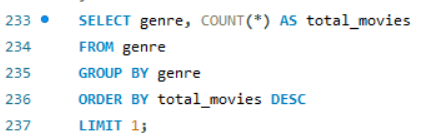 233 SELECT genre, COUNT(*) AS total_movies
234 FROM genre
235 GROUP BY genre
236 ORDER BY total_movies DESC
237 LIMIT 1;